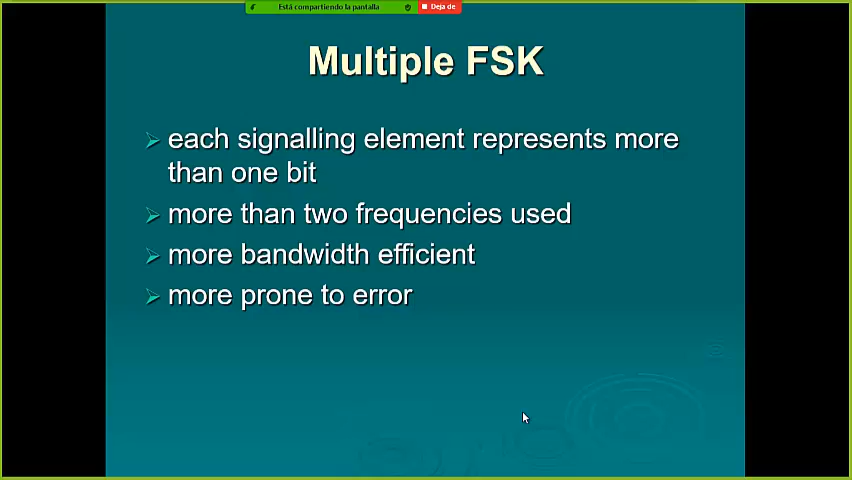 Está compartiendo la pantalla
Deja de
Multiple FSK
each signalling element represents more
than one bit
more than two frequencies used
more bandwidth efficient
more prone to error